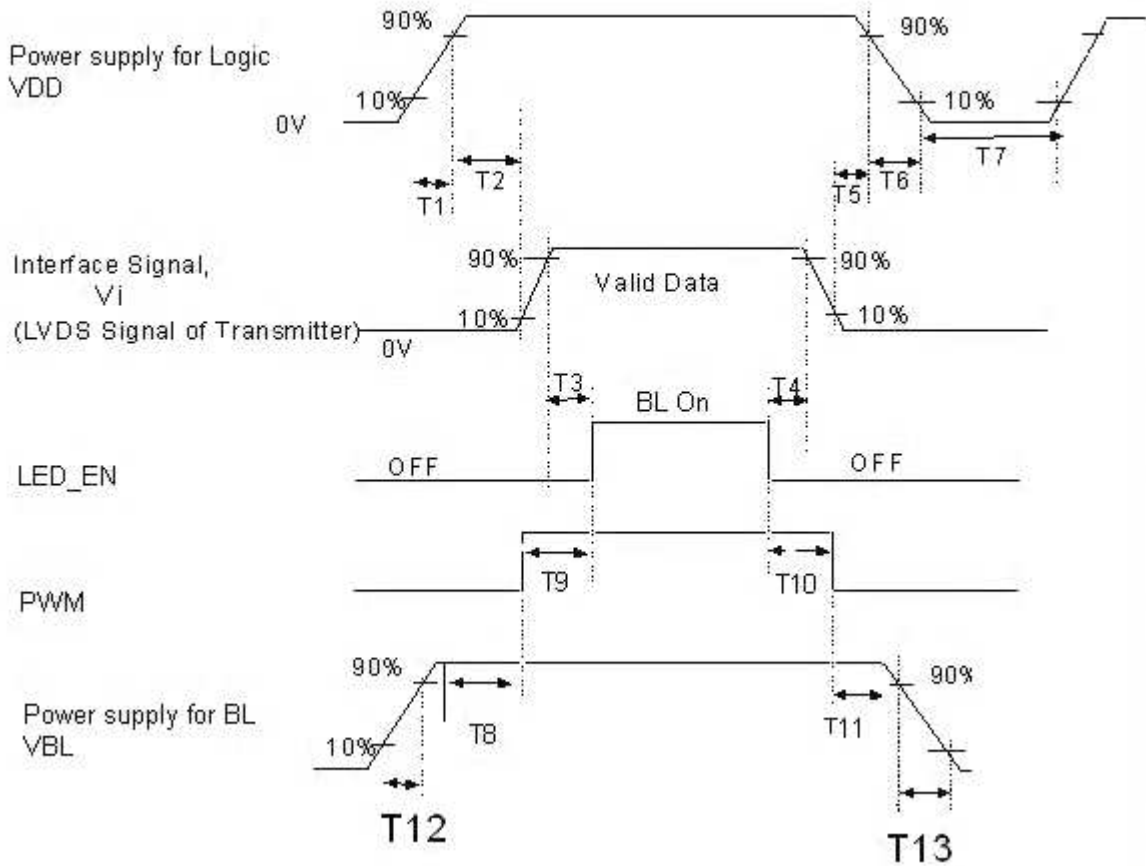 90%
90%
Power supply for Logic
VDD
10%
10%
0V
T7
T2
T6
T1
T5
Interface Signal,
Vi
(LVDS Signal of Transmitter)
90%
Valid Data
90%
10%
10%
0V
T3
BL On
T4
LED_EN
OFF
OFF
T9
T10
PWM
90%
90%
Power supply for BL
VBL
T8
T11
10%
T12
T13